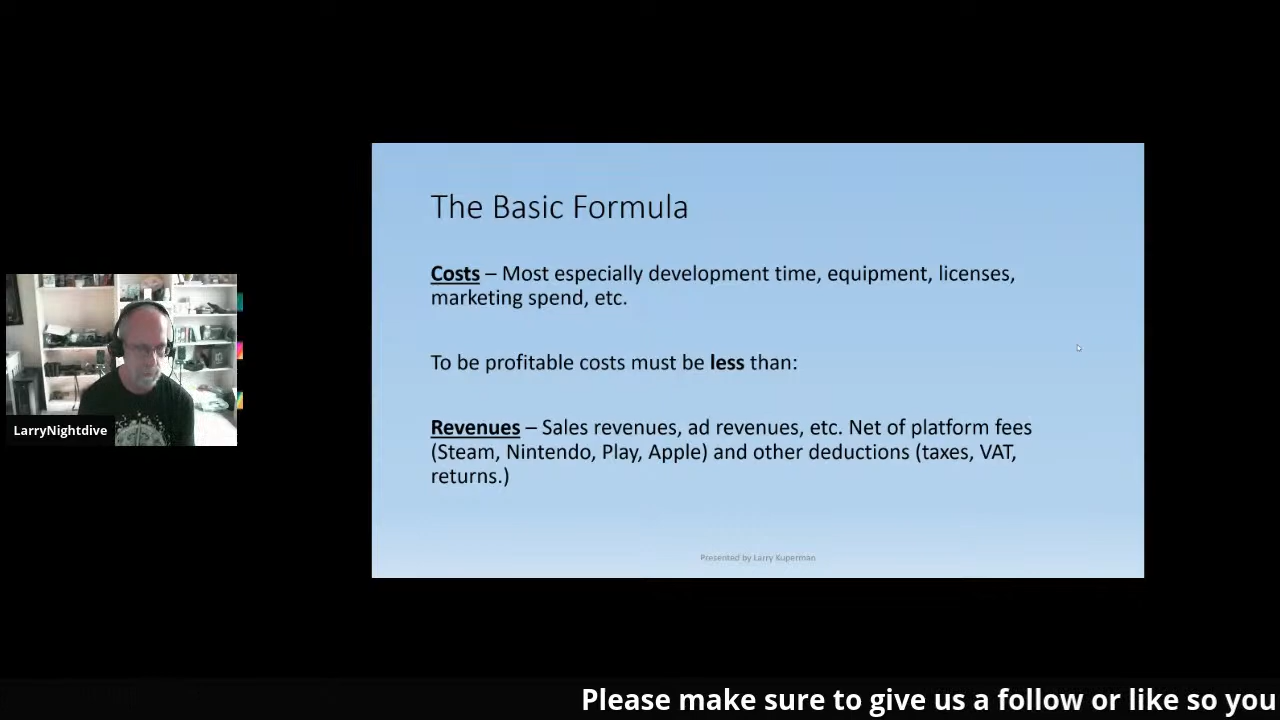 The Basic Formula
Costs – Most especially development time, equipment, licenses,
marketing spend, etc.
To be profitable costs must be less than:
Revenues – Sales revenues, ad revenues, etc. Net of platform fees
(Steam, Nintendo, Play, Apple) and other deductions (taxes, VAT,
returns.)
Presented by Larry Kuperman
LarryNightdive
Please make sure to give us a follow or like so you